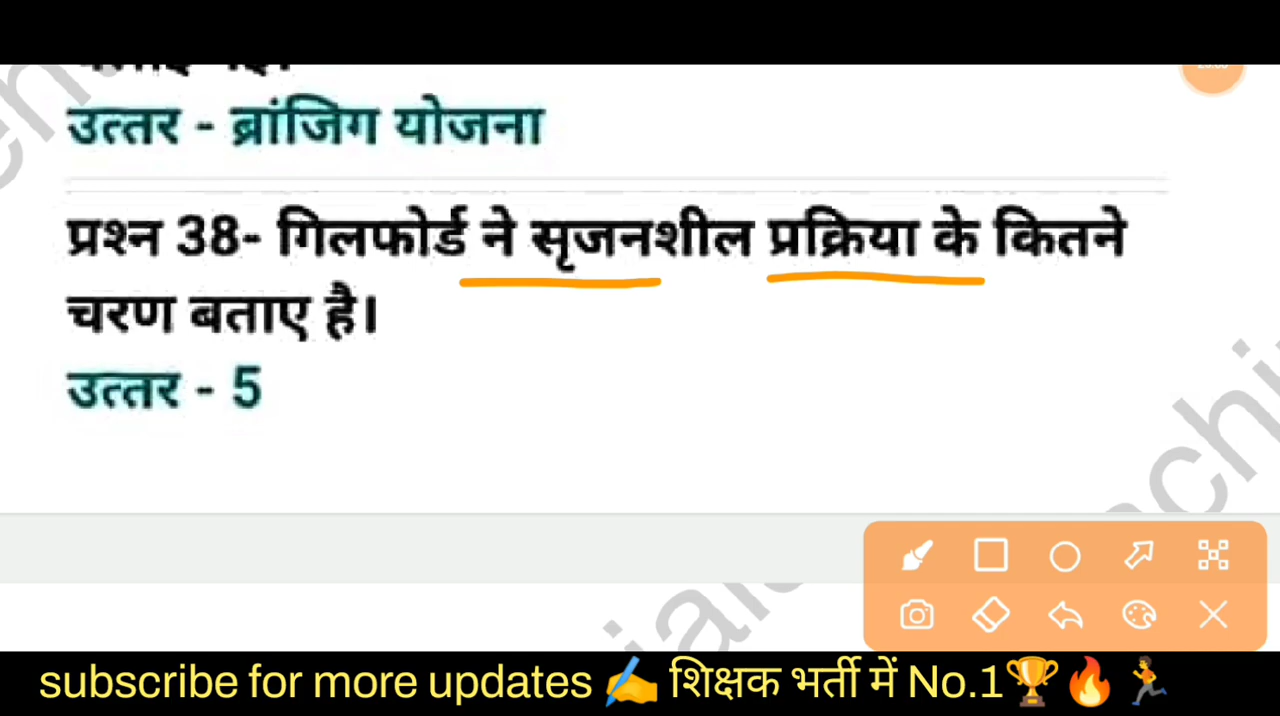 उत्तर - ब्रांजिग योजना
प्रश्न 38- गिलफोर्ड ने सृजनशील प्रक्रिया के कितने
चरण बताए है।
उत्तर - 5
subscribe for more updates ✍️ शिक्षक भर्ती में No.1🏆🔥🏃